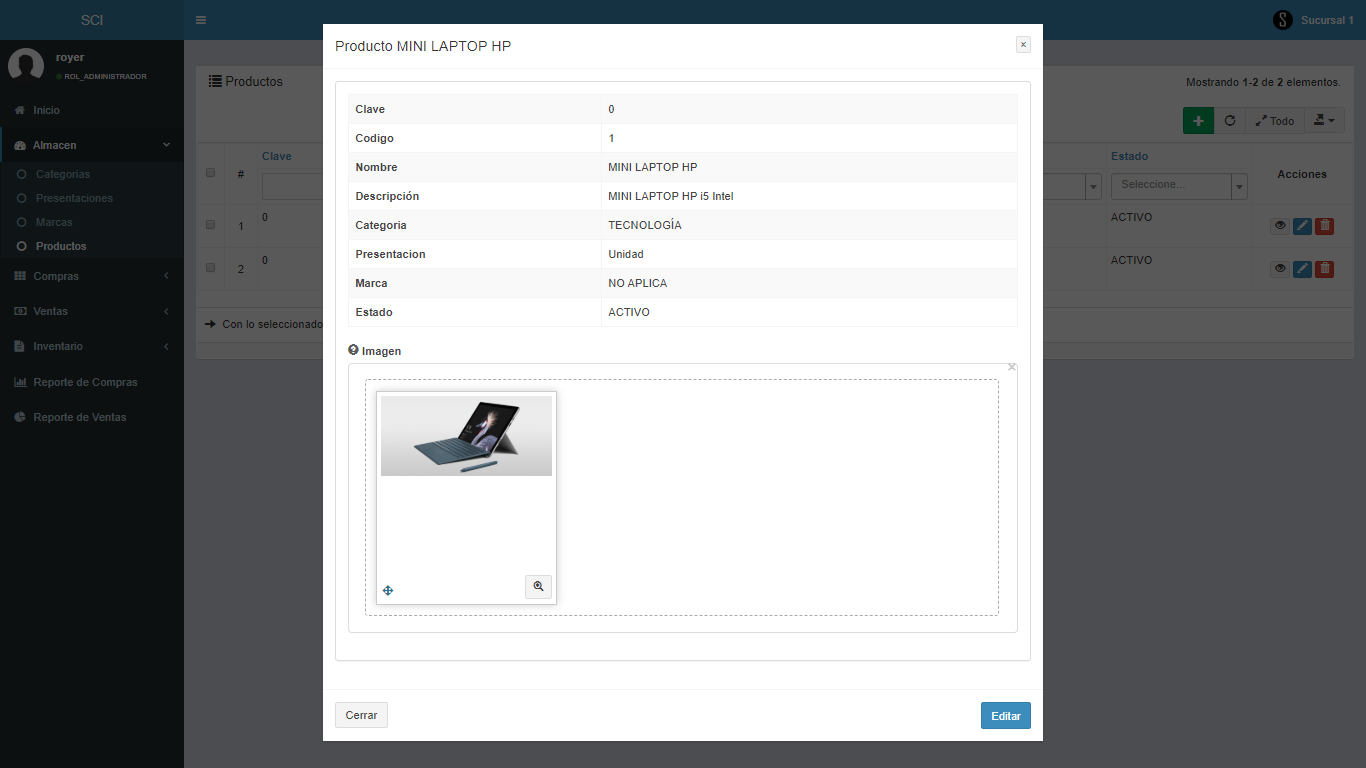 SCI
Sucursal 1
royer
ROL_ADMINISTRADOR
Inicio
Almacen
Categorias
Presentaciones
Marcas
Productos
Compras
Ventas
Inventario
Reporte de Compras
Reporte de Ventas
Productos
Mostrando 1-2 de 2 elementos.
Todo
# Clave Estado Acciones
Seleccione...
1 0 ACTIVO
2 0 ACTIVO
Con lo seleccionado
Producto MINI LAPTOP HP
×
Clave 0
Codigo 1
Nombre MINI LAPTOP HP
Descripción MINI LAPTOP HP i5 Intel
Categoria TECNOLOGÍA
Presentacion Unidad
Marca NO APLICA
Estado ACTIVO
Imagen
×
Cerrar
Editar